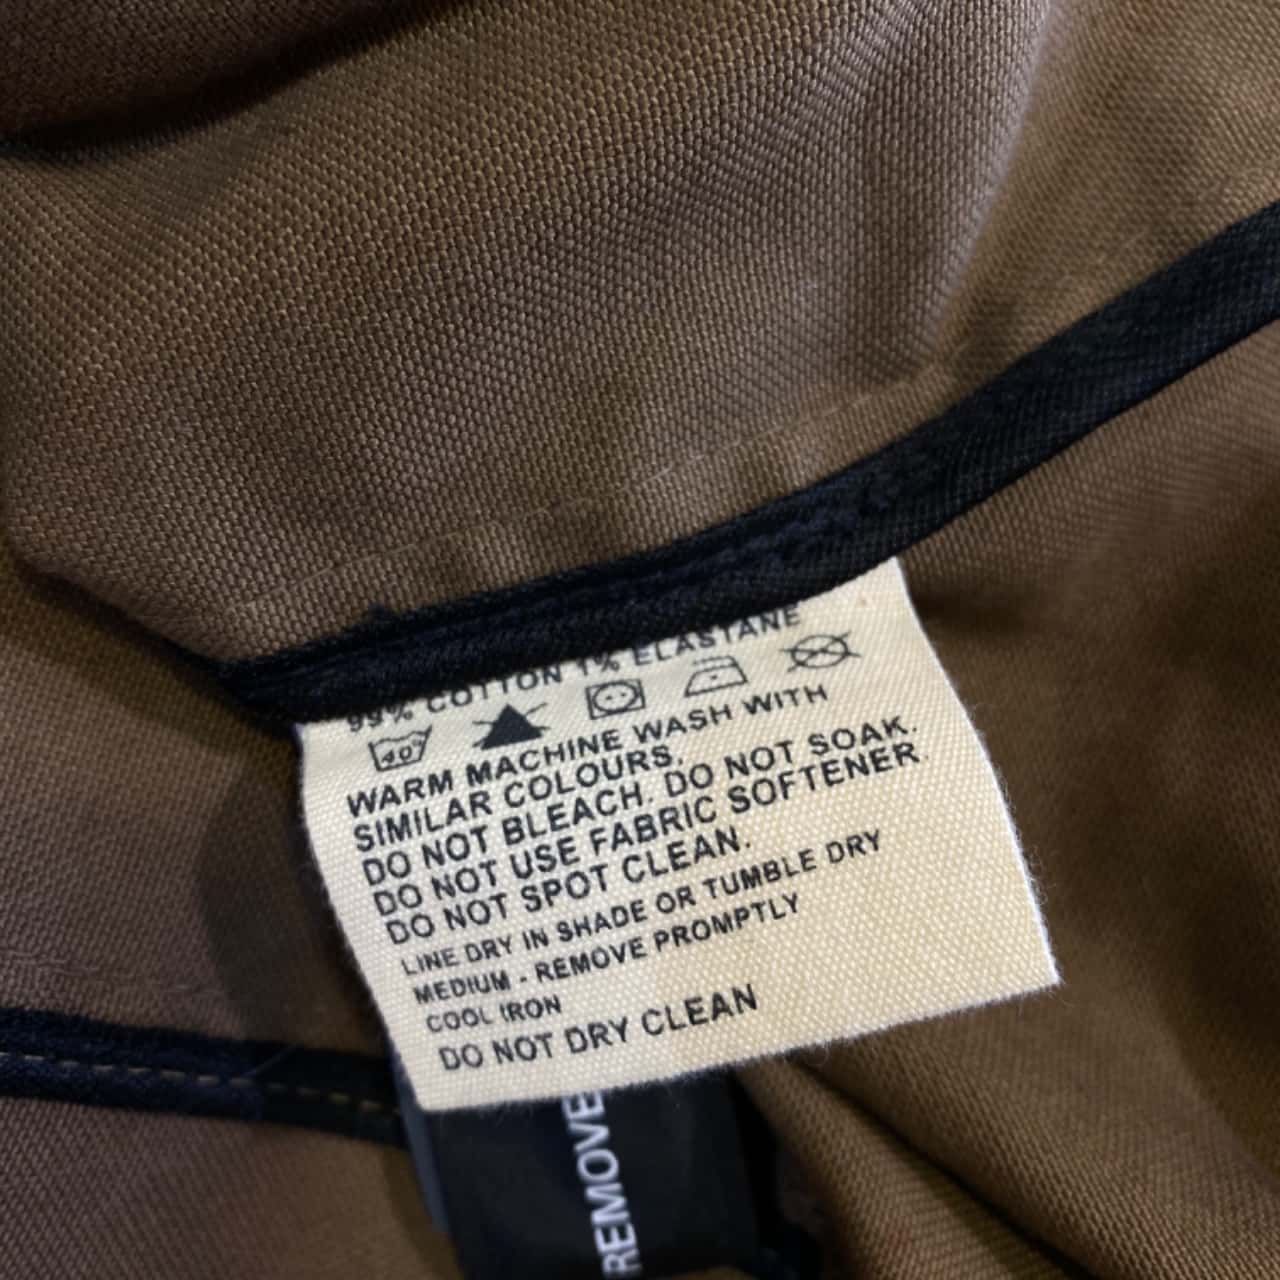 99% COTTON 1% ELASTANE
40°
WARM MACHINE WASH WITH
SIMILAR COLOURS.
DO NOT BLEACH. DO NOT SOAK.
DO NOT USE FABRIC SOFTENER.
DO NOT SPOT CLEAN.
LINE DRY IN SHADE OR TUMBLE DRY
MEDIUM - REMOVE PROMPTLY
COOL IRON
DO NOT DRY CLEAN
REMOVE